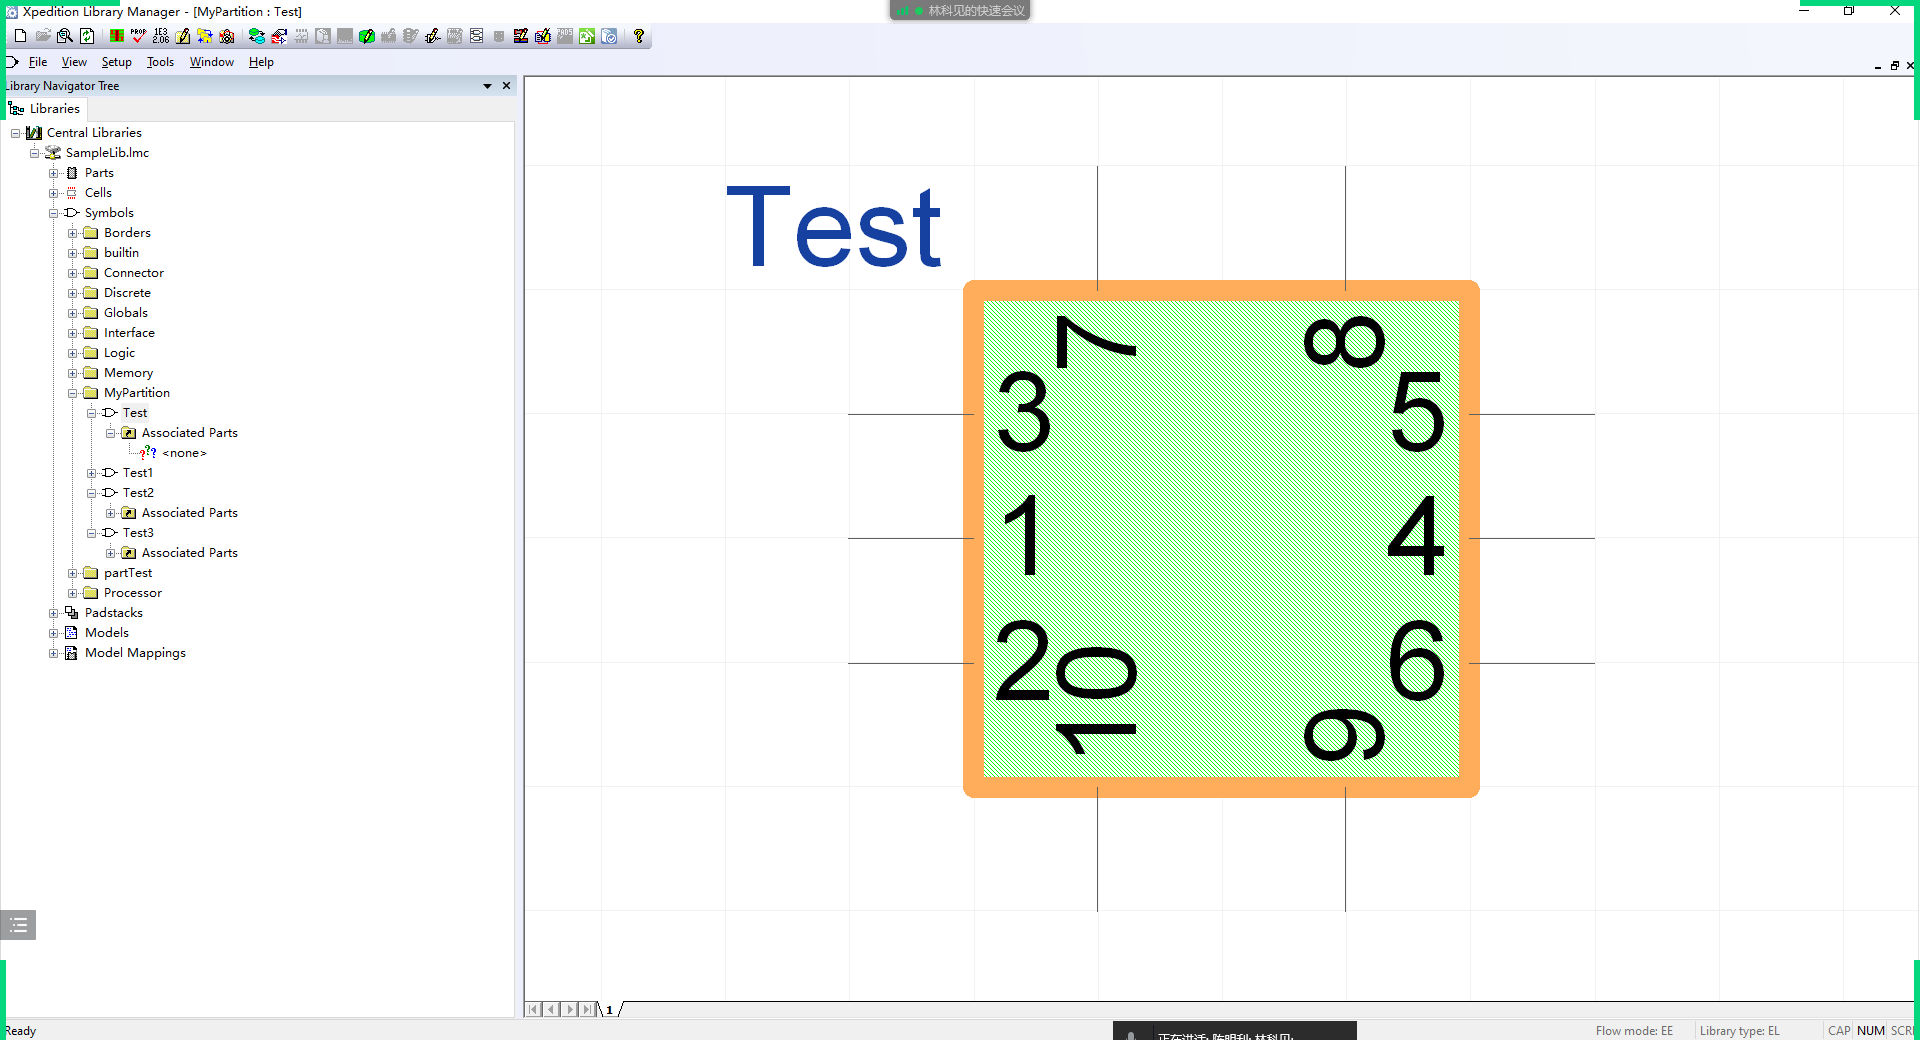 Xpedition Library Manager - [MyPartition : Test]
林科见的快速会议
File View Setup Tools Window Help
Library Navigator Tree
Libraries
Central Libraries
SampleLib.lmc
Parts
Cells
Symbols
Borders
builtin
Connector
Discrete
Globals
Interface
Logic
Memory
MyPartition
Test
Associated Parts
<none>
Test1
Test2
Associated Parts
Test3
Associated Parts
partTest
Processor
Padstacks
Models
Model Mappings
Test
7 8
3 5
1 4
2 6
10 9
1
Ready
正在讲话: 陈明利; 林科见;
Flow mode: EE
Library type: EL
CAP NUM SCR